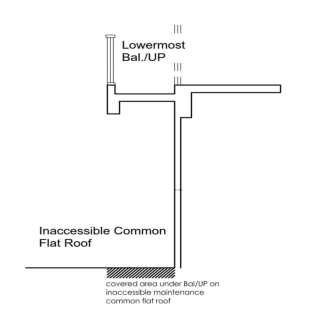 Lowermost
Bal./UP
Inaccessible Common
Flat Roof
covered area under Bal/UP on
inaccessible maintenance
common flat roof